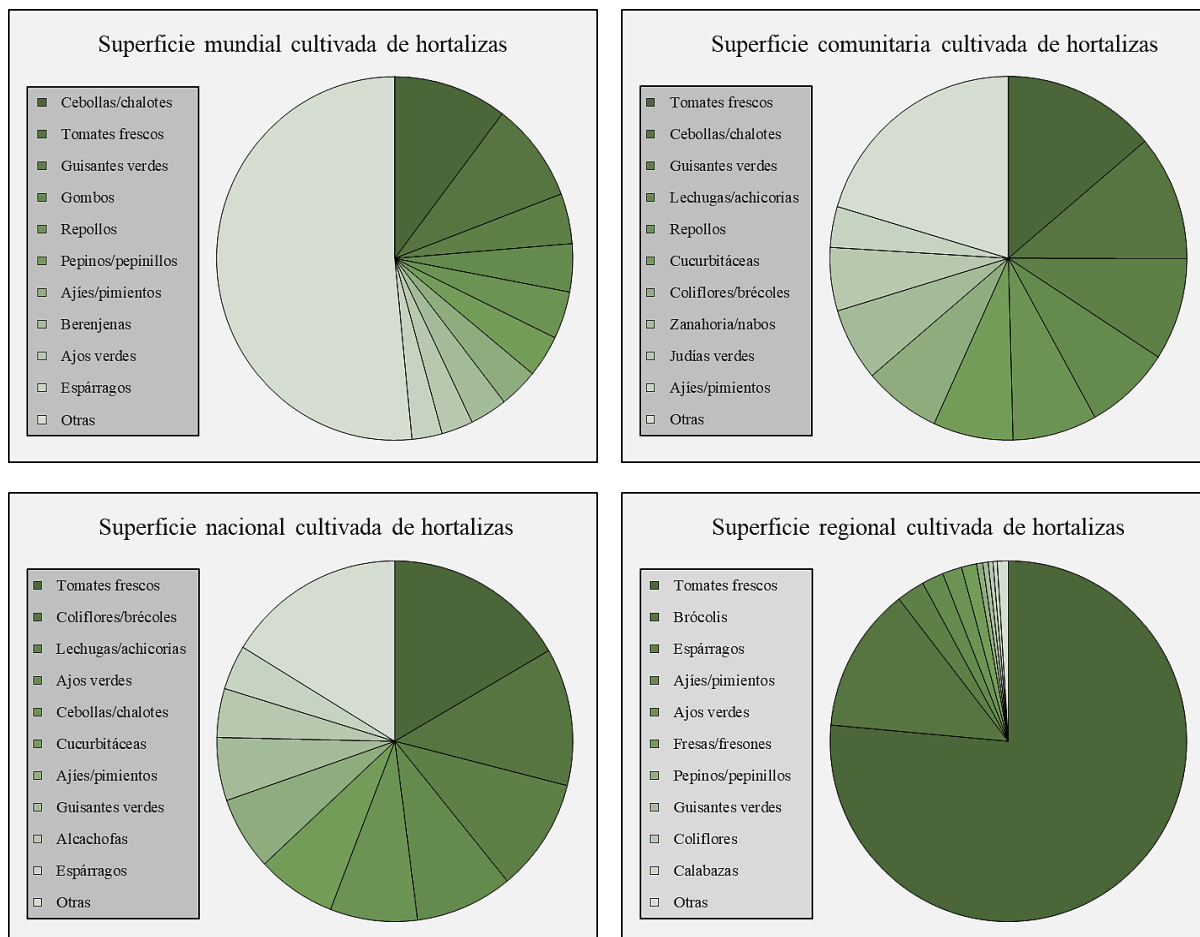 Superficie mundial cultivada de hortalizas
Cebollas/chalotes
Tomates frescos
Guisantes verdes
Gombos
Repollos
Pepinos/pepinillos
Ajíes/pimientos
Berenjenas
Ajos verdes
Espárragos
Otras
Superficie comunitaria cultivada de hortalizas
Tomates frescos
Cebollas/chalotes
Guisantes verdes
Lechugas/achicorias
Repollos
Cucurbitáceas
Coliflores/brécoles
Zanahoria/nabos
Judías verdes
Ajíes/pimientos
Otras
Superficie nacional cultivada de hortalizas
Tomates frescos
Coliflores/brécoles
Lechugas/achicorias
Ajos verdes
Cebollas/chalotes
Cucurbitáceas
Ajíes/pimientos
Guisantes verdes
Alcachofas
Espárragos
Otras
Superficie regional cultivada de hortalizas
Tomates frescos
Brócolis
Espárragos
Ajíes/pimientos
Ajos verdes
Fresas/fresones
Pepinos/pepinillos
Guisantes verdes
Coliflores
Calabazas
Otras